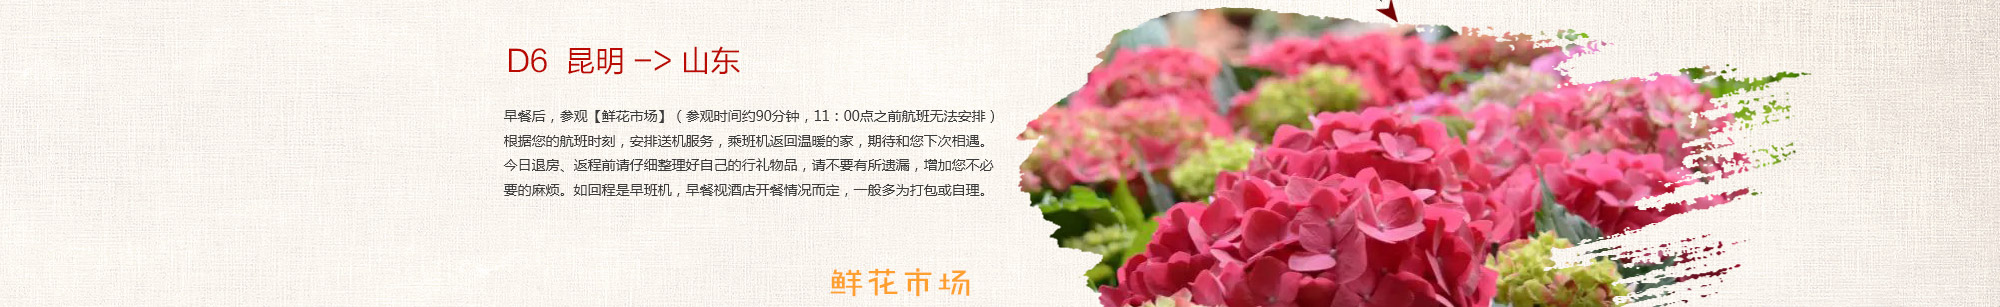 D6 昆明 -> 山东
早餐后，参观【鲜花市场】（参观时间约90分钟，11：00点之前航班无法安排）
根据您的航班时刻，安排送机服务，乘班机返回温暖的家，期待和您下次相遇。
今日退房、返程前请仔细整理好自己的行礼物品，请不要有所遗漏，增加您不必
要的麻烦。如回程是早班机，早餐视酒店开餐情况而定，一般多为打包或自理。
鲜花市场